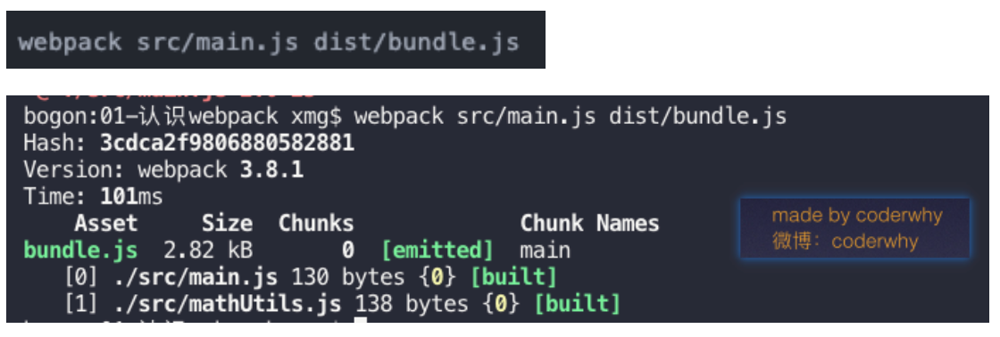 webpack src/main.js dist/bundle.js
bogon:01-认识webpack xmg$ webpack src/main.js dist/bundle.js
Hash: 3cdca2f9806880582881
Version: webpack 3.8.1
Time: 101ms
Asset Size Chunks Chunk Names
bundle.js 2.82 kB 0 [emitted] main
[0] ./src/main.js 130 bytes {0} [built]
[1] ./src/mathUtils.js 138 bytes {0} [built]
made by coderwhy
微博：coderwhy